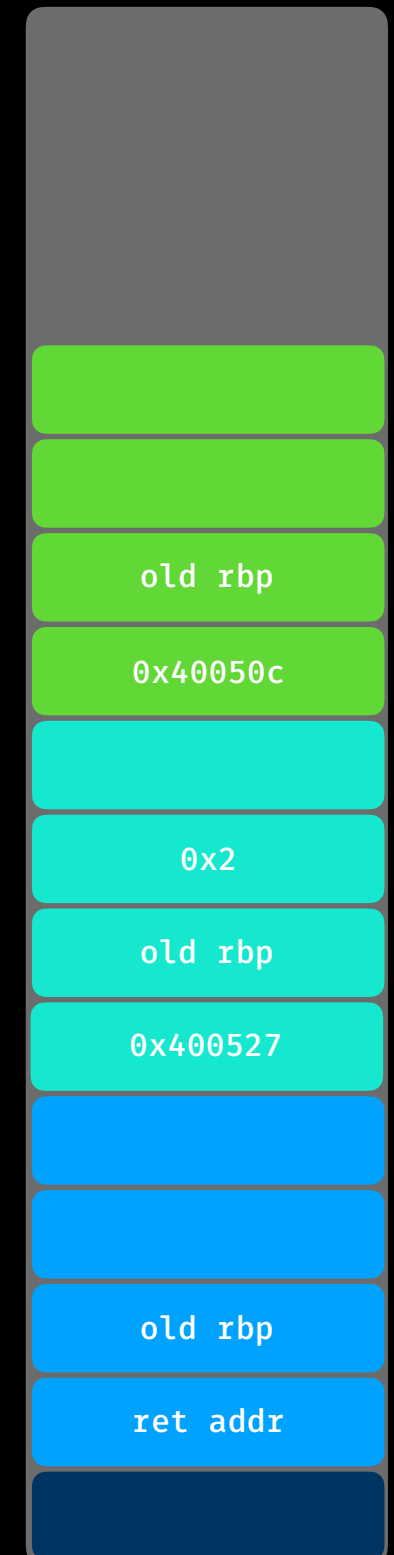 old rbp
0x40050c
0x2
old rbp
0x400527
old rbp
ret addr